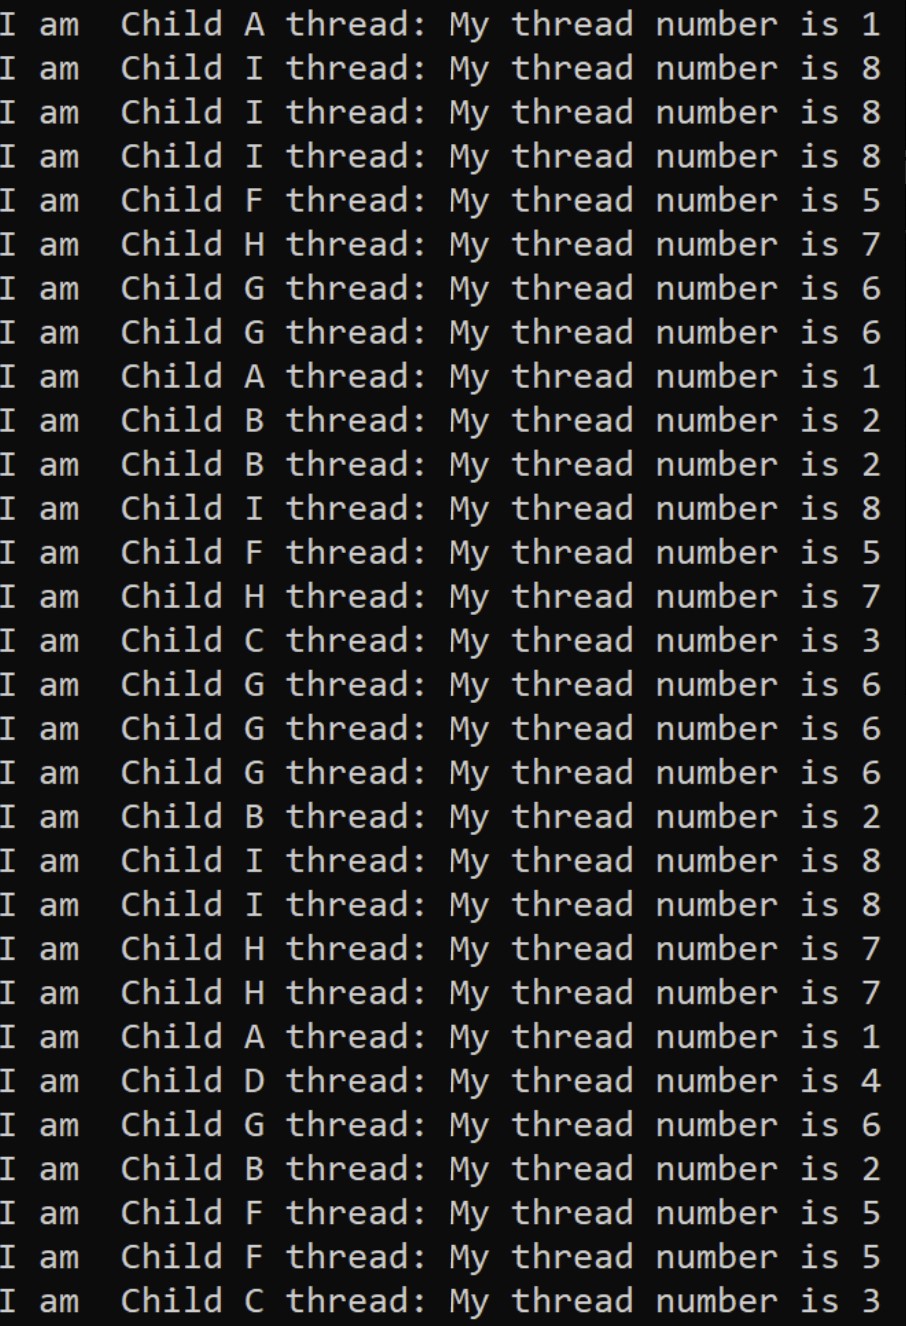 I am  Child A thread: My thread number is 1
I am  Child I thread: My thread number is 8
I am  Child I thread: My thread number is 8
I am  Child I thread: My thread number is 8
I am  Child F thread: My thread number is 5
I am  Child H thread: My thread number is 7
I am  Child G thread: My thread number is 6
I am  Child G thread: My thread number is 6
I am  Child A thread: My thread number is 1
I am  Child B thread: My thread number is 2
I am  Child B thread: My thread number is 2
I am  Child I thread: My thread number is 8
I am  Child F thread: My thread number is 5
I am  Child H thread: My thread number is 7
I am  Child C thread: My thread number is 3
I am  Child G thread: My thread number is 6
I am  Child G thread: My thread number is 6
I am  Child G thread: My thread number is 6
I am  Child B thread: My thread number is 2
I am  Child I thread: My thread number is 8
I am  Child I thread: My thread number is 8
I am  Child H thread: My thread number is 7
I am  Child H thread: My thread number is 7
I am  Child A thread: My thread number is 1
I am  Child D thread: My thread number is 4
I am  Child G thread: My thread number is 6
I am  Child B thread: My thread number is 2
I am  Child F thread: My thread number is 5
I am  Child F thread: My thread number is 5
I am  Child C thread: My thread number is 3